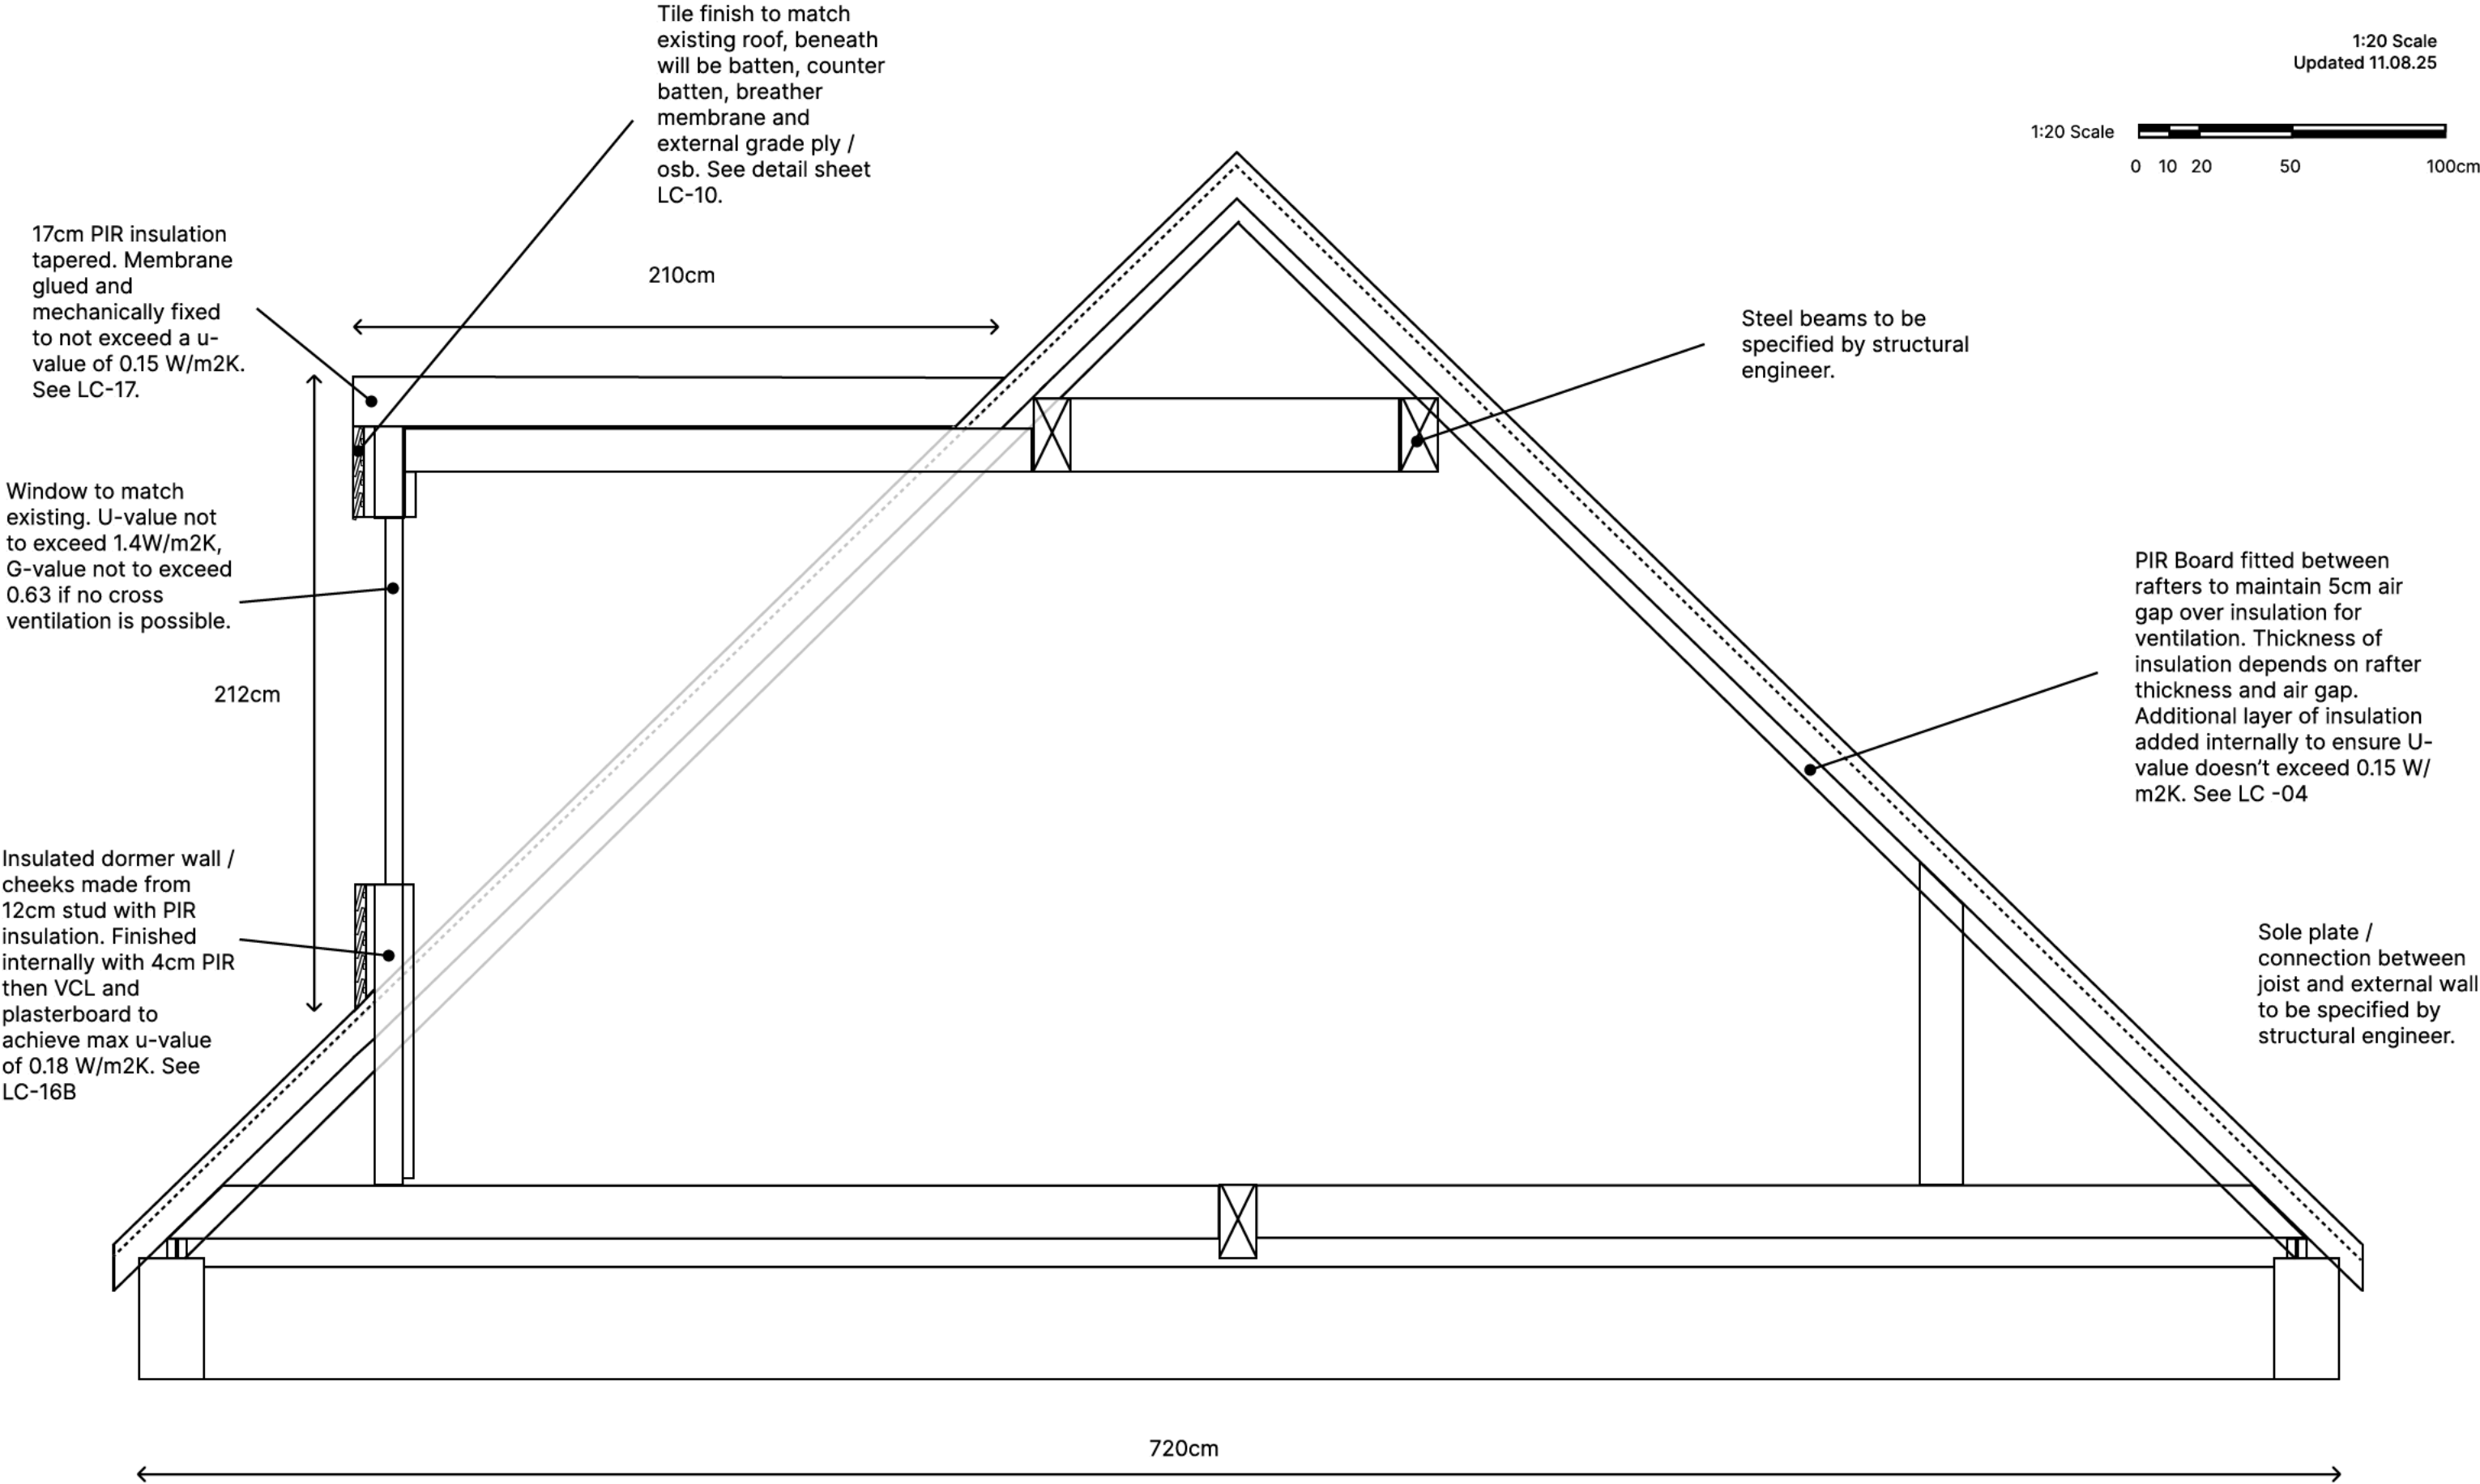 Tile finish to match
existing roof, beneath
will be batten, counter
batten, breather
membrane and
external grade ply /
osb. See detail sheet
LC-10.
1:20 Scale
Updated 11.08.25
1:20 Scale
0 10 20 50 100cm
17cm PIR insulation
tapered. Membrane
glued and
mechanically fixed
to not exceed a u-
value of 0.15 W/m2K.
See LC-17.
210cm
Steel beams to be
specified by structural
engineer.
Window to match
existing. U-value not
to exceed 1.4W/m2K,
G-value not to exceed
0.63 if no cross
ventilation is possible.
PIR Board fitted between
rafters to maintain 5cm air
gap over insulation for
ventilation. Thickness of
insulation depends on rafter
thickness and air gap.
Additional layer of insulation
added internally to ensure U-
value doesn’t exceed 0.15 W/
m2K. See LC -04
212cm
Insulated dormer wall /
cheeks made from
12cm stud with PIR
insulation. Finished
internally with 4cm PIR
then VCL and
plasterboard to
achieve max u-value
of 0.18 W/m2K. See
LC-16B
Sole plate /
connection between
joist and external wall
to be specified by
structural engineer.
720cm